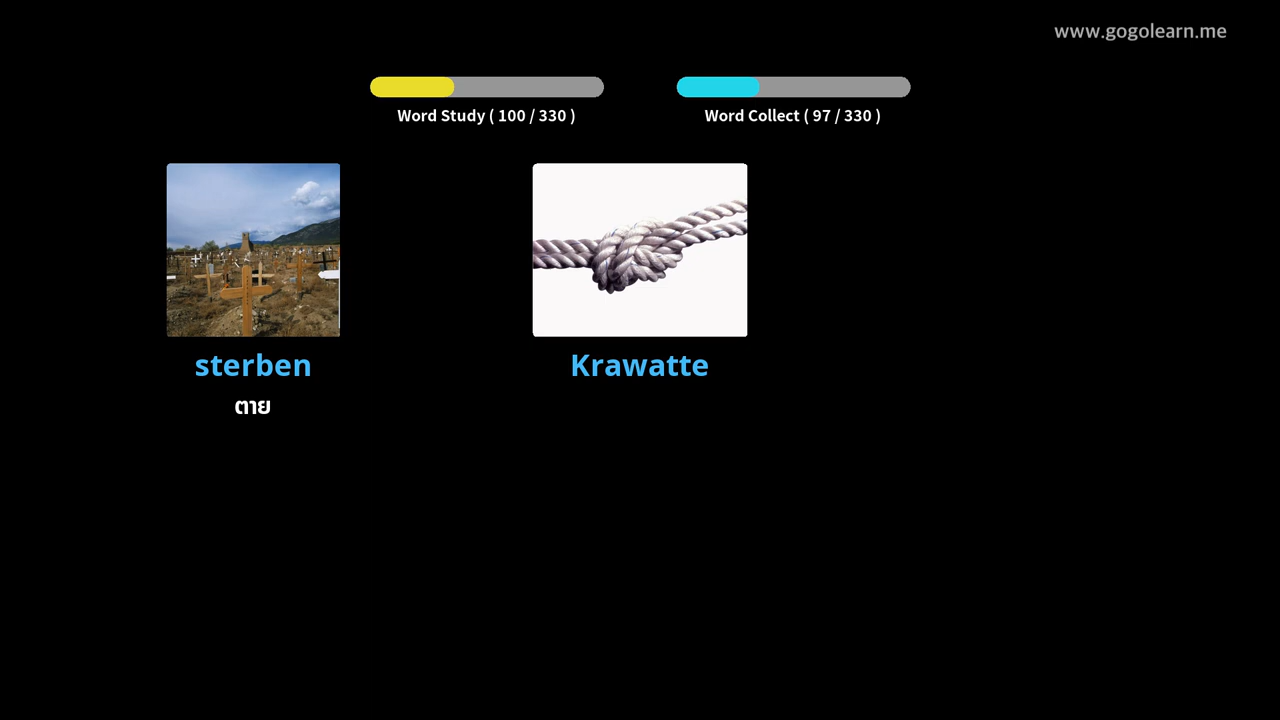 www.gogolearn.me
Word Study ( 100 / 330 )
Word Collect ( 97 / 330 )
sterben
Krawatte
ตาย